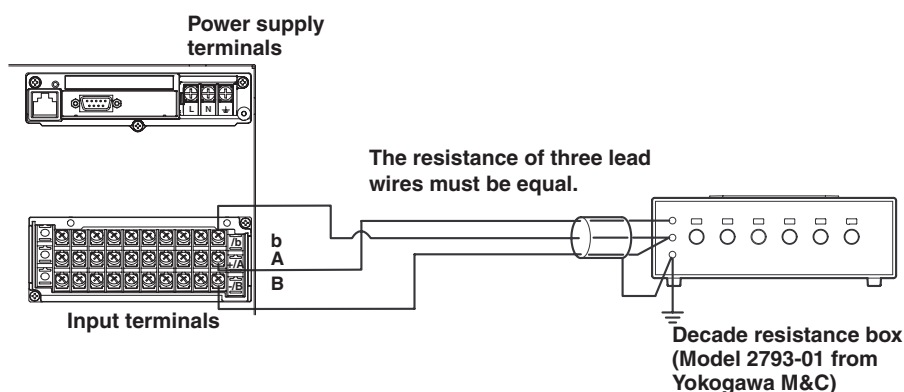 Power supply
terminals
L N
The resistance of three lead
wires must be equal.
/b b
+/A A
-/B B
Input terminals
Decade resistance box
(Model 2793-01 from
Yokogawa M&C)